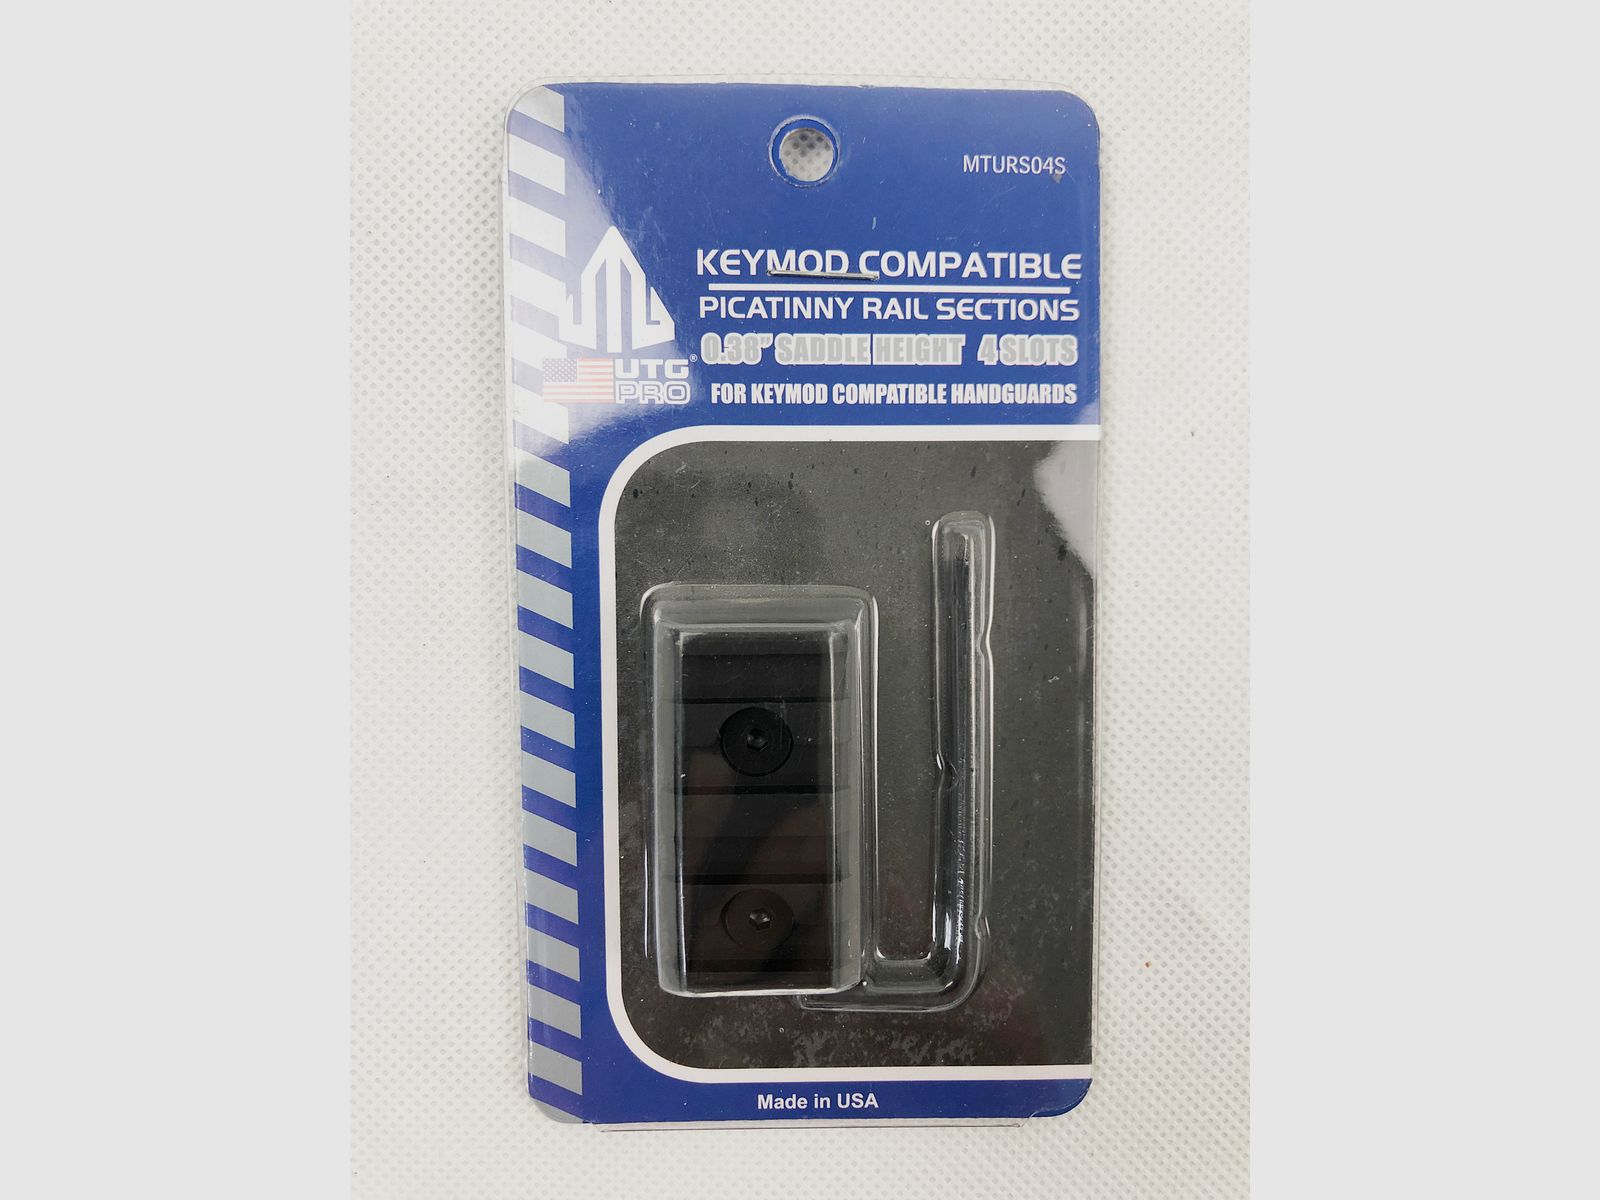 MTURS04S
KEYMOD COMPATIBLE
PICATINNY RAIL SECTIONS
0.38” SADDLE HEIGHT 4 SLOTS
UTG®
PRO
FOR KEYMOD COMPATIBLE HANDGUARDS
Made in USA